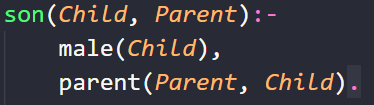 son(Child, Parent):-
    male(Child),
    parent(Parent, Child).